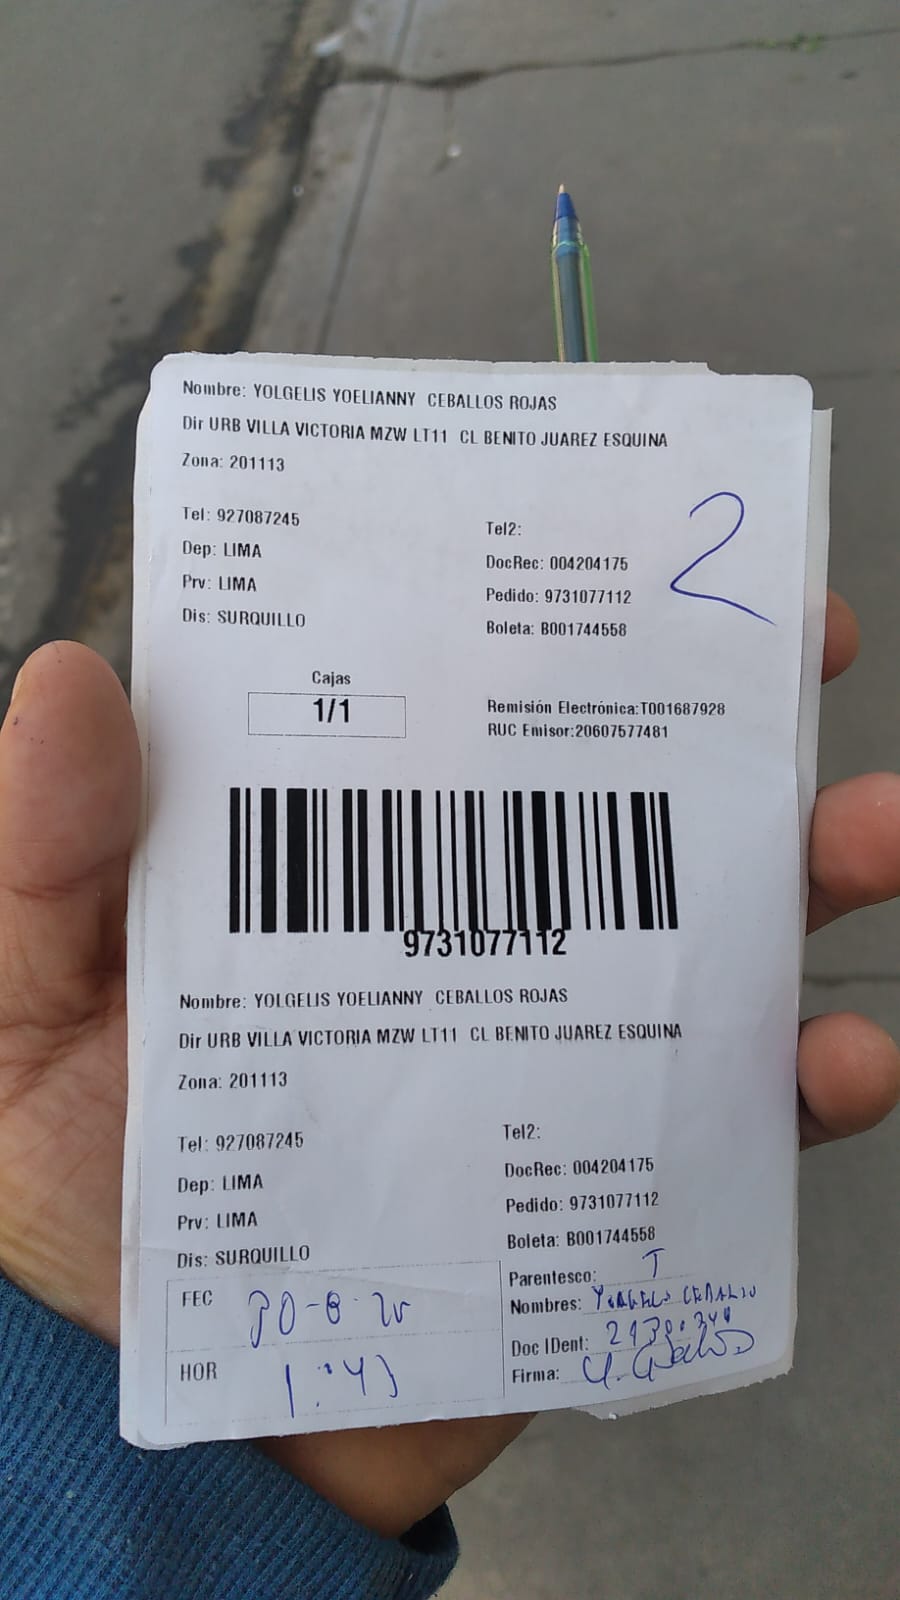 Nombre: YOLGELIS YOELIANNY CEBALLOS ROJAS
Dir URB VILLA VICTORIA MZW LT11 CL BENITO JUAREZ ESQUINA
Zona: 201113
Tel: 927087245
Tel2:
2
Dep: LIMA
DocRec: 004204175
Prv: LIMA
Pedido: 9731077112
Dis: SURQUILLO
Boleta: B001744558
Cajas
1/1
Remisión Electrónica:T001687928
RUC Emisor:20607577481
9731077112
Nombre: YOLGELIS YOELIANNY CEBALLOS ROJAS
Dir URB VILLA VICTORIA MZW LT11 CL BENITO JUAREZ ESQUINA
Zona: 201113
Tel: 927087245
Tel2:
Dep: LIMA
DocRec: 004204175
Prv: LIMA
Pedido: 9731077112
Dis: SURQUILLO
Boleta: B001744558
FEC
Parentesco: T
Nombres:
Doc IDent:
HOR 1:43
Firma: